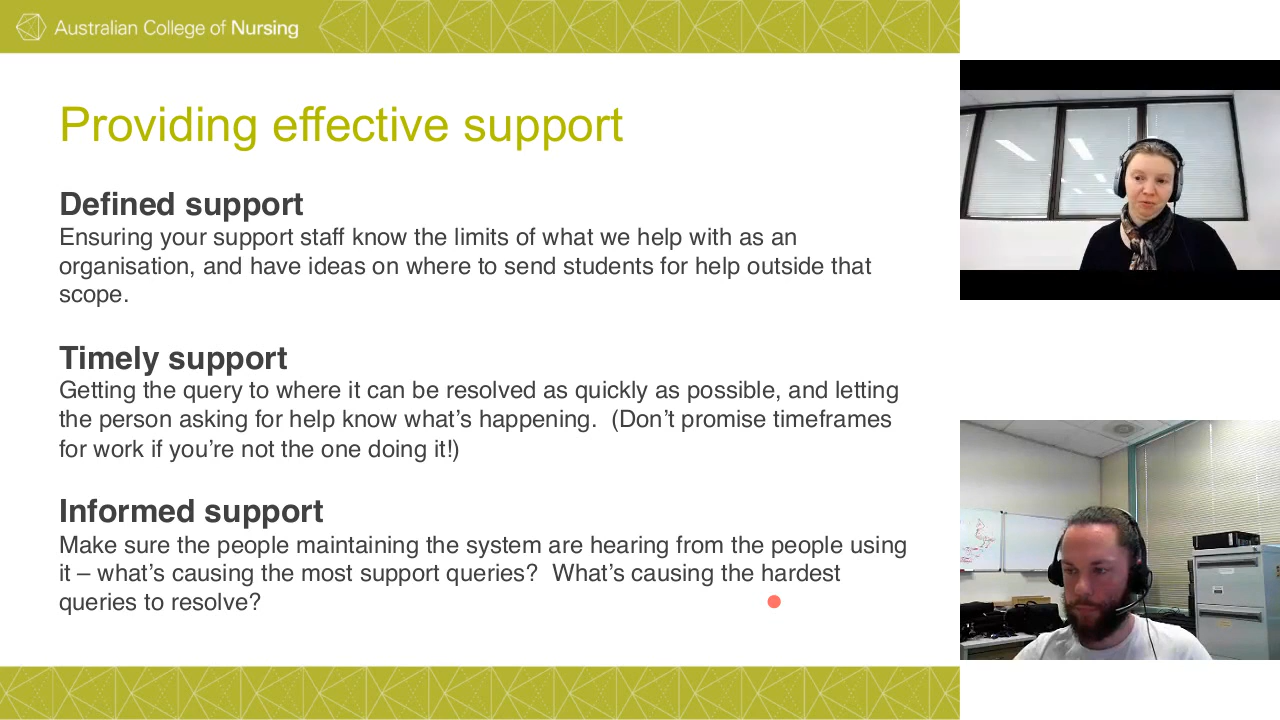 Australian College of Nursing
Providing effective support
Defined support
Ensuring your support staff know the limits of what we help with as an
organisation, and have ideas on where to send students for help outside that
scope.
Timely support
Getting the query to where it can be resolved as quickly as possible, and letting
the person asking for help know what’s happening.  (Don’t promise timeframes
for work if you’re not the one doing it!)
Informed support
Make sure the people maintaining the system are hearing from the people using
it – what’s causing the most support queries?  What’s causing the hardest
queries to resolve?